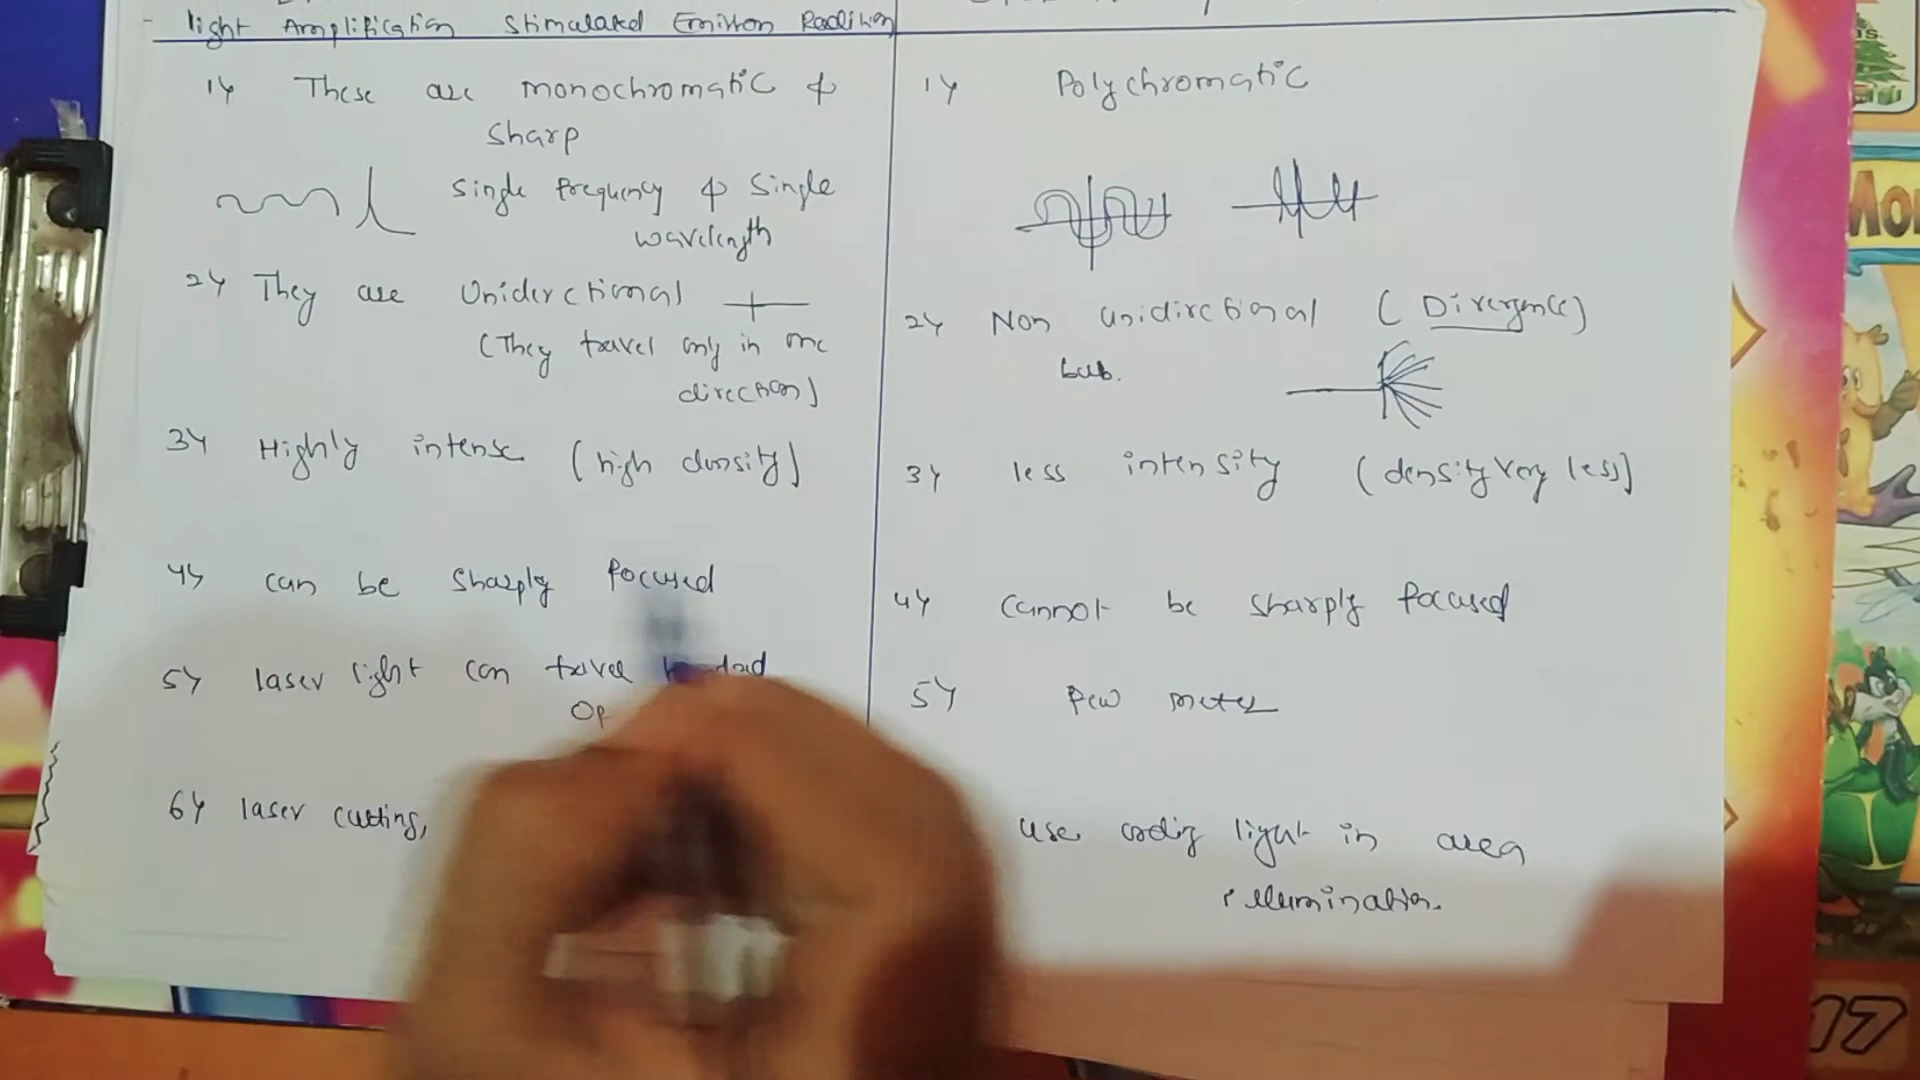 light Amplification Stimulated Emission Radiation
1) These are monochromatic &
sharp
single frequency & single
wavelength
2) They are Unidirectional
(They travel only in one
direction)
3) Highly intense (high density)
4) can be sharply focused
5) laser light can travel
6) laser cutting,
1) Polychromatic
2) Non unidirectional (Divergence)
bulb.
3) less intensity (density very less)
4) cannot be sharply focused
5) few meter
use light in area
illumination.
17